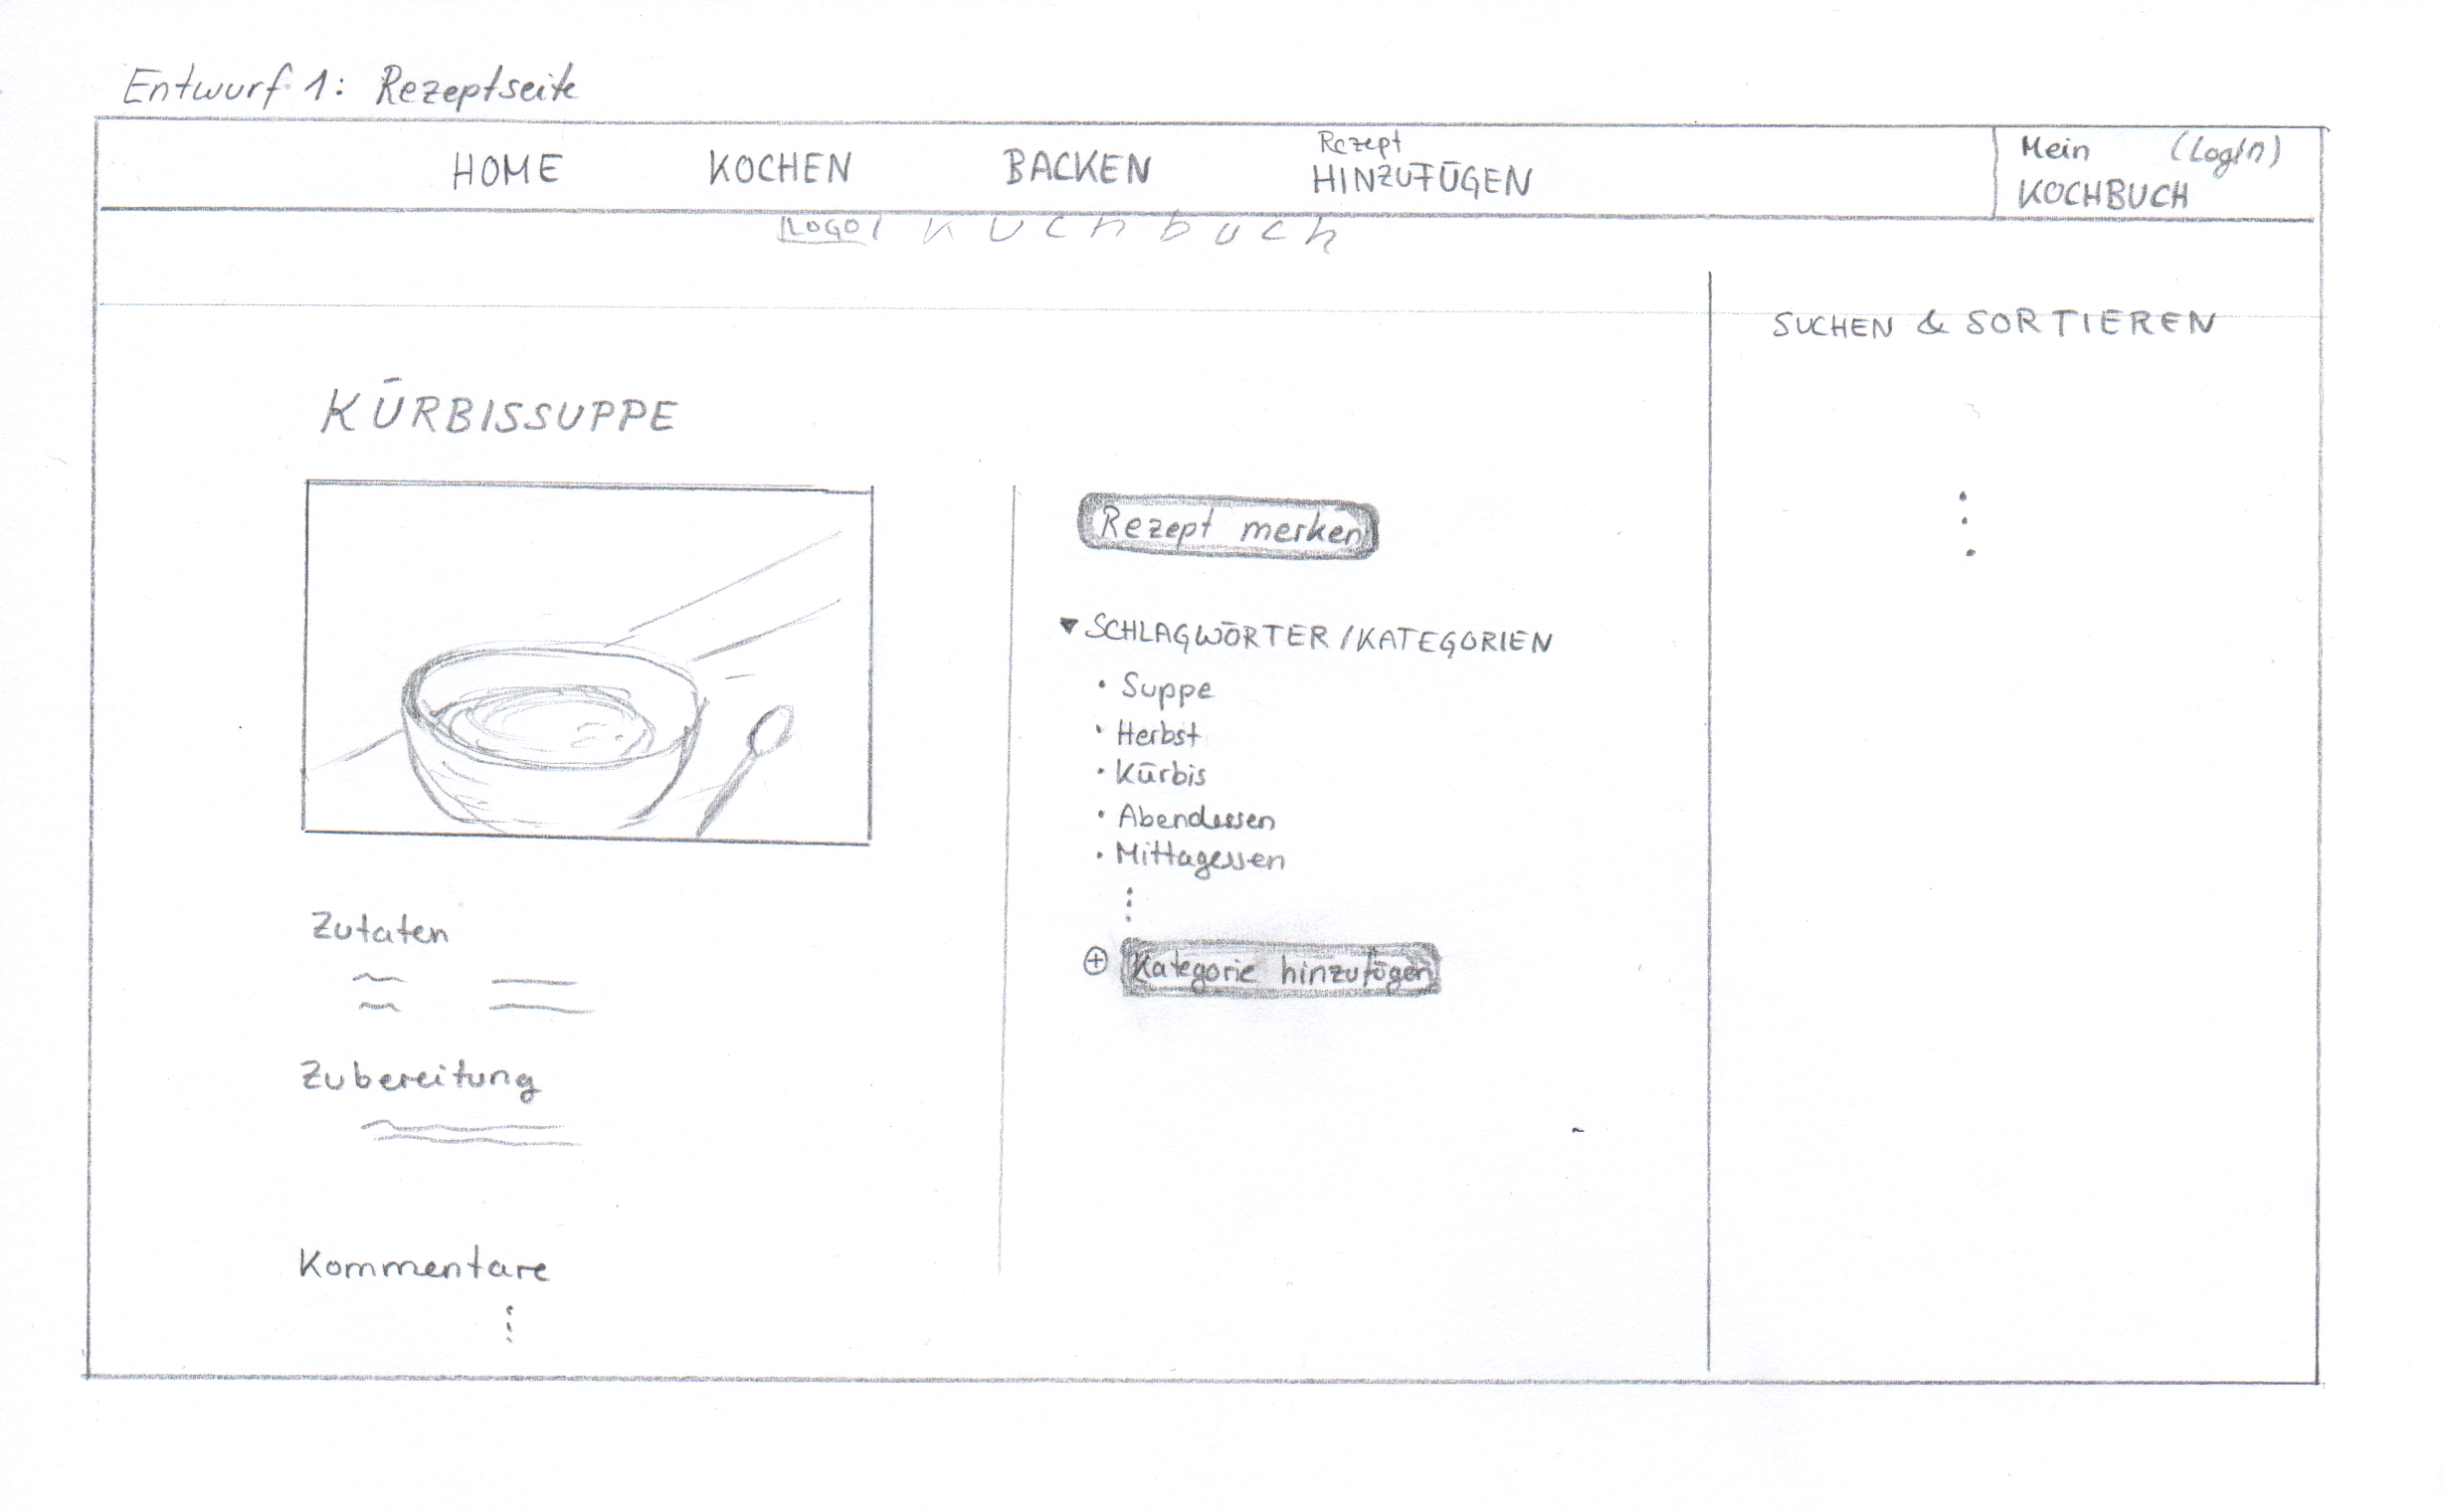 Entwurf 1: Rezeptseite
HOME KOCHEN BACKEN Rezept HINZUFÜGEN Mein KOCHBUCH (LogIn)
LOGO Kochbuch
SUCHEN & SORTIEREN
KÜRBISSUPPE
Rezept merken
SCHLAGWÖRTER/KATEGORIEN
• Suppe
• Herbst
• Kürbis
• Abendessen
• Mittagessen
+ Kategorie hinzufügen
Zutaten
Zubereitung
Kommentare